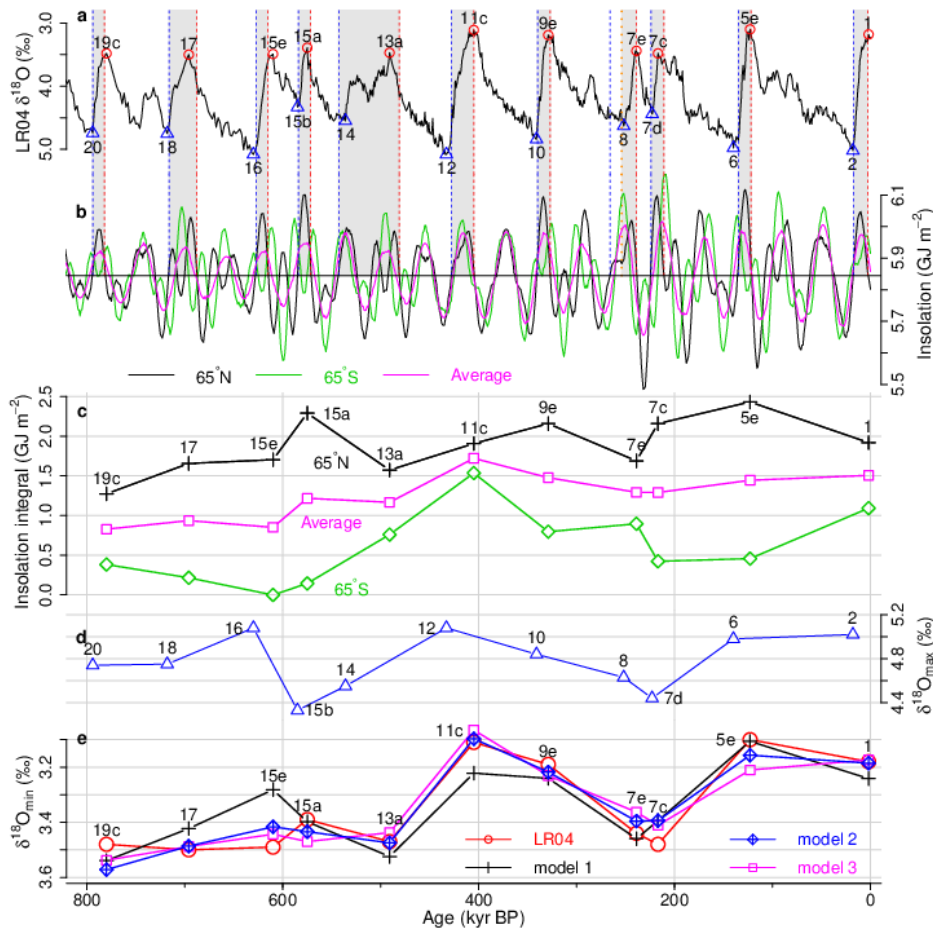 a
3.0
4.0
5.0
LR04 δ¹⁸O (‰)
19c 17 15e 15a 13a 11c 9e 7e 7c 5e 1
20 18 16 15b 14 12 10 8 7d 6 2
b
6.1
5.9
5.7
5.5
Insolation (GJ m⁻²)
65°N 65°S Average
c
2.5
2.0
1.5
1.0
0.5
0.0
Insolation integral (GJ m⁻²)
19c 17 15e 15a 13a 11c 9e 7e 7c 5e 1
65°N
Average
65°S
d
5.2
4.8
4.4
δ¹⁸Omax (‰)
20 18 16 15b 14 12 10 8 7d 6 2
e
3.2
3.4
3.6
δ¹⁸Omin (‰)
19c 17 15e 15a 13a 11c 9e 7e 7c 5e 1
LR04 model 2
model 1 model 3
800 600 400 200 0
Age (kyr BP)